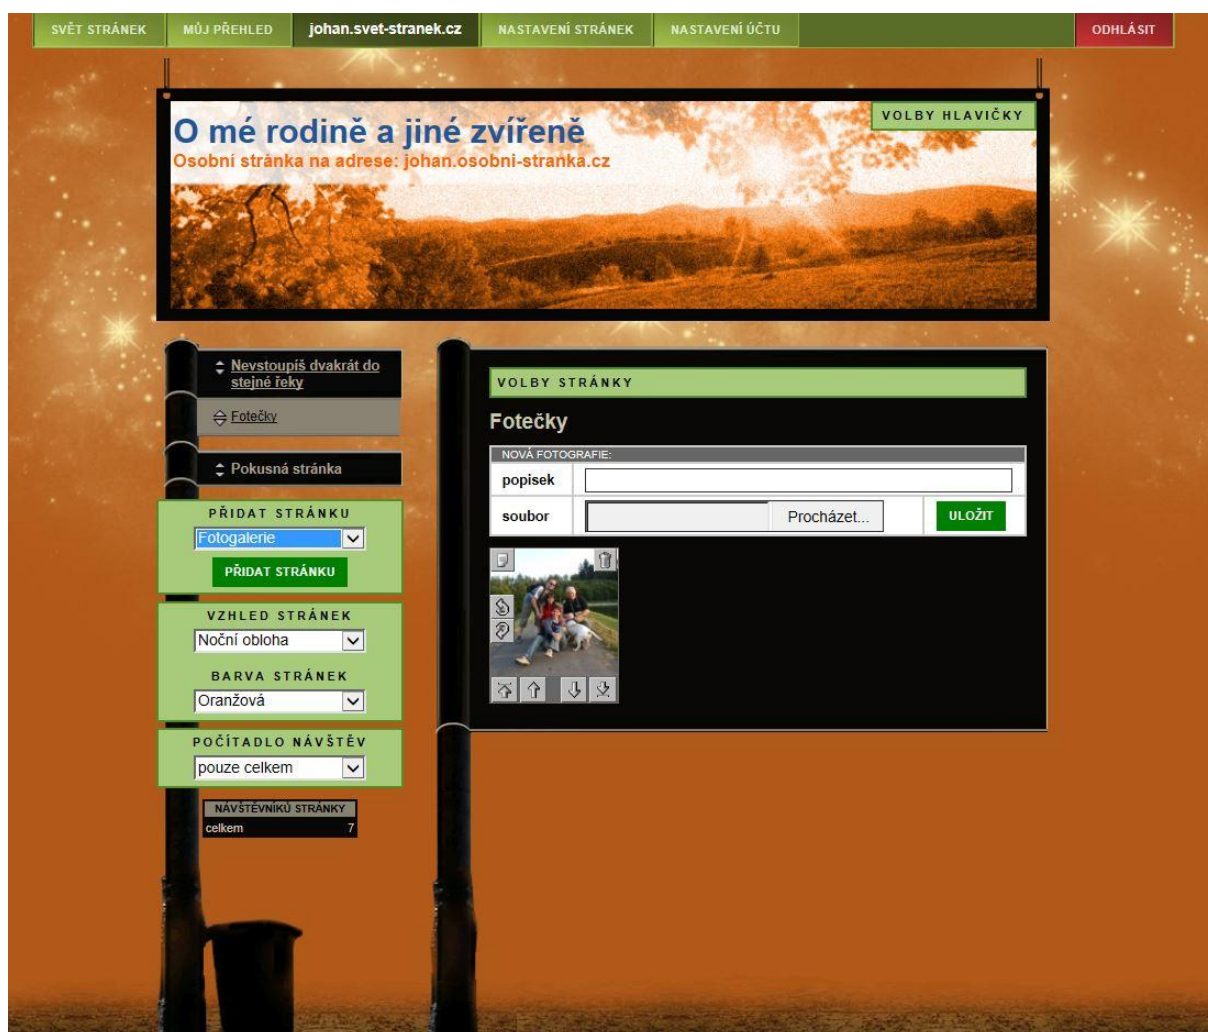 SVĚT STRÁNEK MŮJ PŘEHLED johan.svet-stranek.cz NASTAVENÍ STRÁNEK NASTAVENÍ ÚČTU ODHLÁSIT
VOLBY HLAVIČKY
O mé rodině a jiné zvířeně
Osobní stránka na adrese: johan.osobni-stranka.cz
Nevstoupíš dvakrát do
stejné řeky
Fotečky
Pokusná stránka
PŘIDAT STRÁNKU
Fotogalerie
PŘIDAT STRÁNKU
VZHLED STRÁNEK
Noční obloha
BARVA STRÁNEK
Oranžová
POČÍTADLO NÁVŠTĚV
pouze celkem
NÁVŠTĚVNÍKŮ STRÁNKY
celkem 7
VOLBY STRÁNKY
Fotečky
NOVÁ FOTOGRAFIE:
popisek
soubor Procházet... ULOŽIT